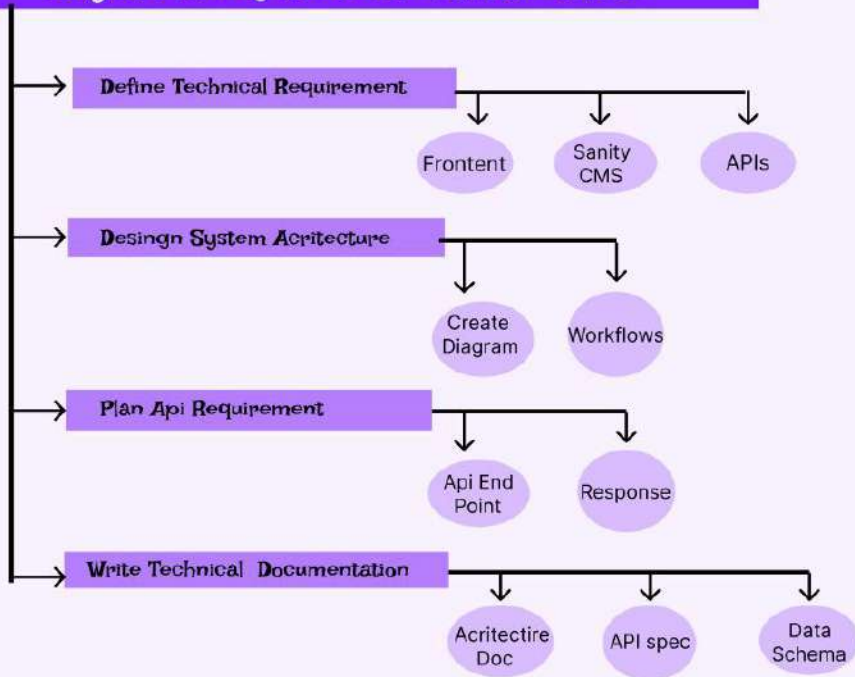 Define Technical Requirement
Frontent
Sanity
CMS
APIs
Desingn System Acritecture
Create
Diagram
Workflows
Plan Api Requirement
Api End
Point
Response
Write Technical Documentation
Acritectire
Doc
API spec
Data
Schema